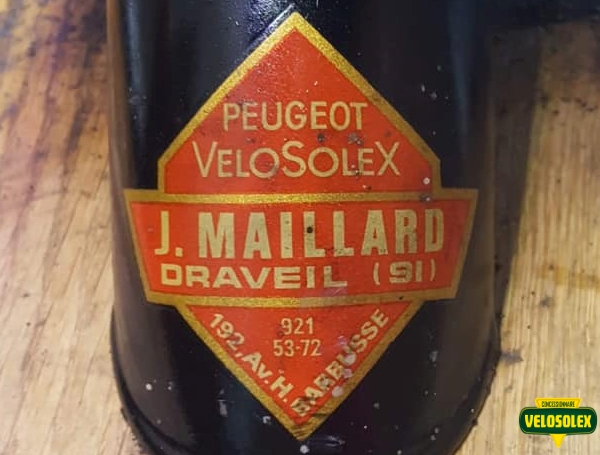 PEUGEOT
VELOSOLEX
J. MAILLARD
DRAVEIL (91)
921
53-72
192, Av. H. BARBUSSE
CONCESSIONNAIRE
VELOSOLEX